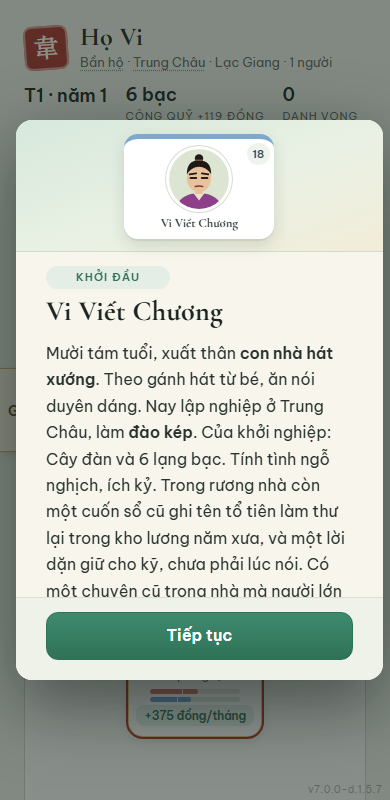 韋
Họ Vi
Bần hộ · Trung Châu · Lạc Giang · 1 người
T1 · năm 1
6 bạc
0
CÔNG QUỸ +119 ĐỒNG
DANH VỌNG
18
Vi Viết Chương
KHỞI ĐẦU
Vi Viết Chương
Mười tám tuổi, xuất thân con nhà hát
xướng. Theo gánh hát từ bé, ăn nói
duyên dáng. Nay lập nghiệp ở Trung
Châu, làm đào kép. Của khởi nghiệp:
Cây đàn và 6 lạng bạc. Tính tình ngỗ
nghịch, ích kỷ. Trong rương nhà còn
một cuốn sổ cũ ghi tên tổ tiên làm thư
lại trong kho lương năm xưa, và một lời
dặn giữ cho kỹ, chưa phải lúc nói. Có
một chuyện cũ trong nhà mà người lớn
Tiếp tục
+375 đồng/tháng
v7.0.0-d.1.5.7